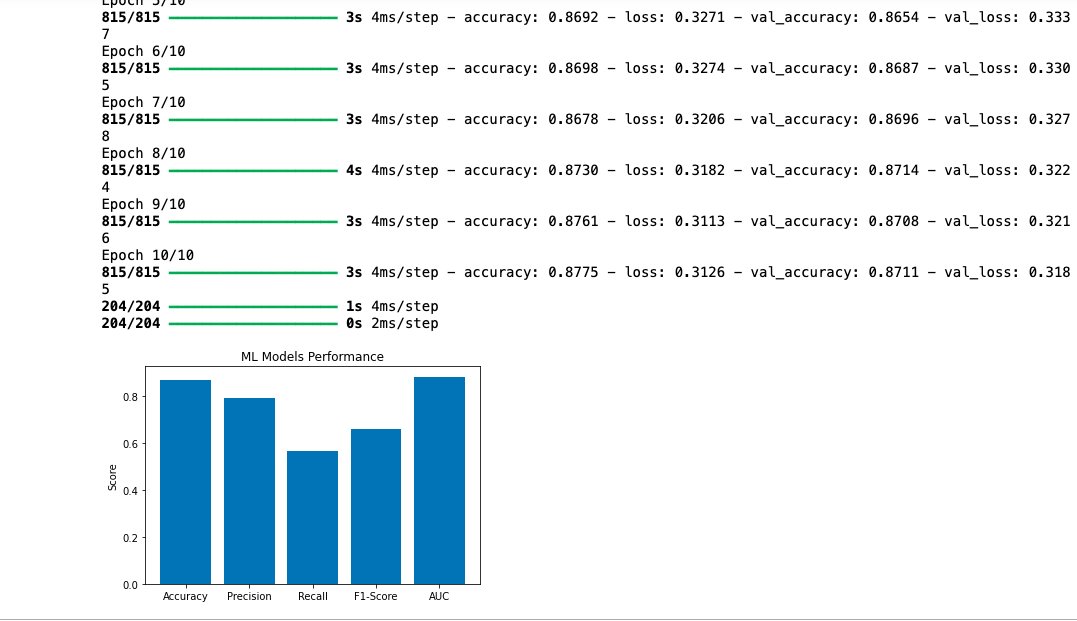 Epoch 5/10
815/815 ━━━━━━━━━━━━━━━━━━━━ 3s 4ms/step – accuracy: 0.8692 – loss: 0.3271 – val_accuracy: 0.8654 – val_loss: 0.333
7
Epoch 6/10
815/815 ━━━━━━━━━━━━━━━━━━━━ 3s 4ms/step – accuracy: 0.8698 – loss: 0.3274 – val_accuracy: 0.8687 – val_loss: 0.330
5
Epoch 7/10
815/815 ━━━━━━━━━━━━━━━━━━━━ 3s 4ms/step – accuracy: 0.8678 – loss: 0.3206 – val_accuracy: 0.8696 – val_loss: 0.327
8
Epoch 8/10
815/815 ━━━━━━━━━━━━━━━━━━━━ 4s 4ms/step – accuracy: 0.8730 – loss: 0.3182 – val_accuracy: 0.8714 – val_loss: 0.322
4
Epoch 9/10
815/815 ━━━━━━━━━━━━━━━━━━━━ 3s 4ms/step – accuracy: 0.8761 – loss: 0.3113 – val_accuracy: 0.8708 – val_loss: 0.321
6
Epoch 10/10
815/815 ━━━━━━━━━━━━━━━━━━━━ 3s 4ms/step – accuracy: 0.8775 – loss: 0.3126 – val_accuracy: 0.8711 – val_loss: 0.318
5
204/204 ━━━━━━━━━━━━━━━━━━━━ 1s 4ms/step
204/204 ━━━━━━━━━━━━━━━━━━━━ 0s 2ms/step
ML Models Performance
Score
0.8
0.6
0.4
0.2
0.0
Accuracy Precision Recall F1-Score AUC